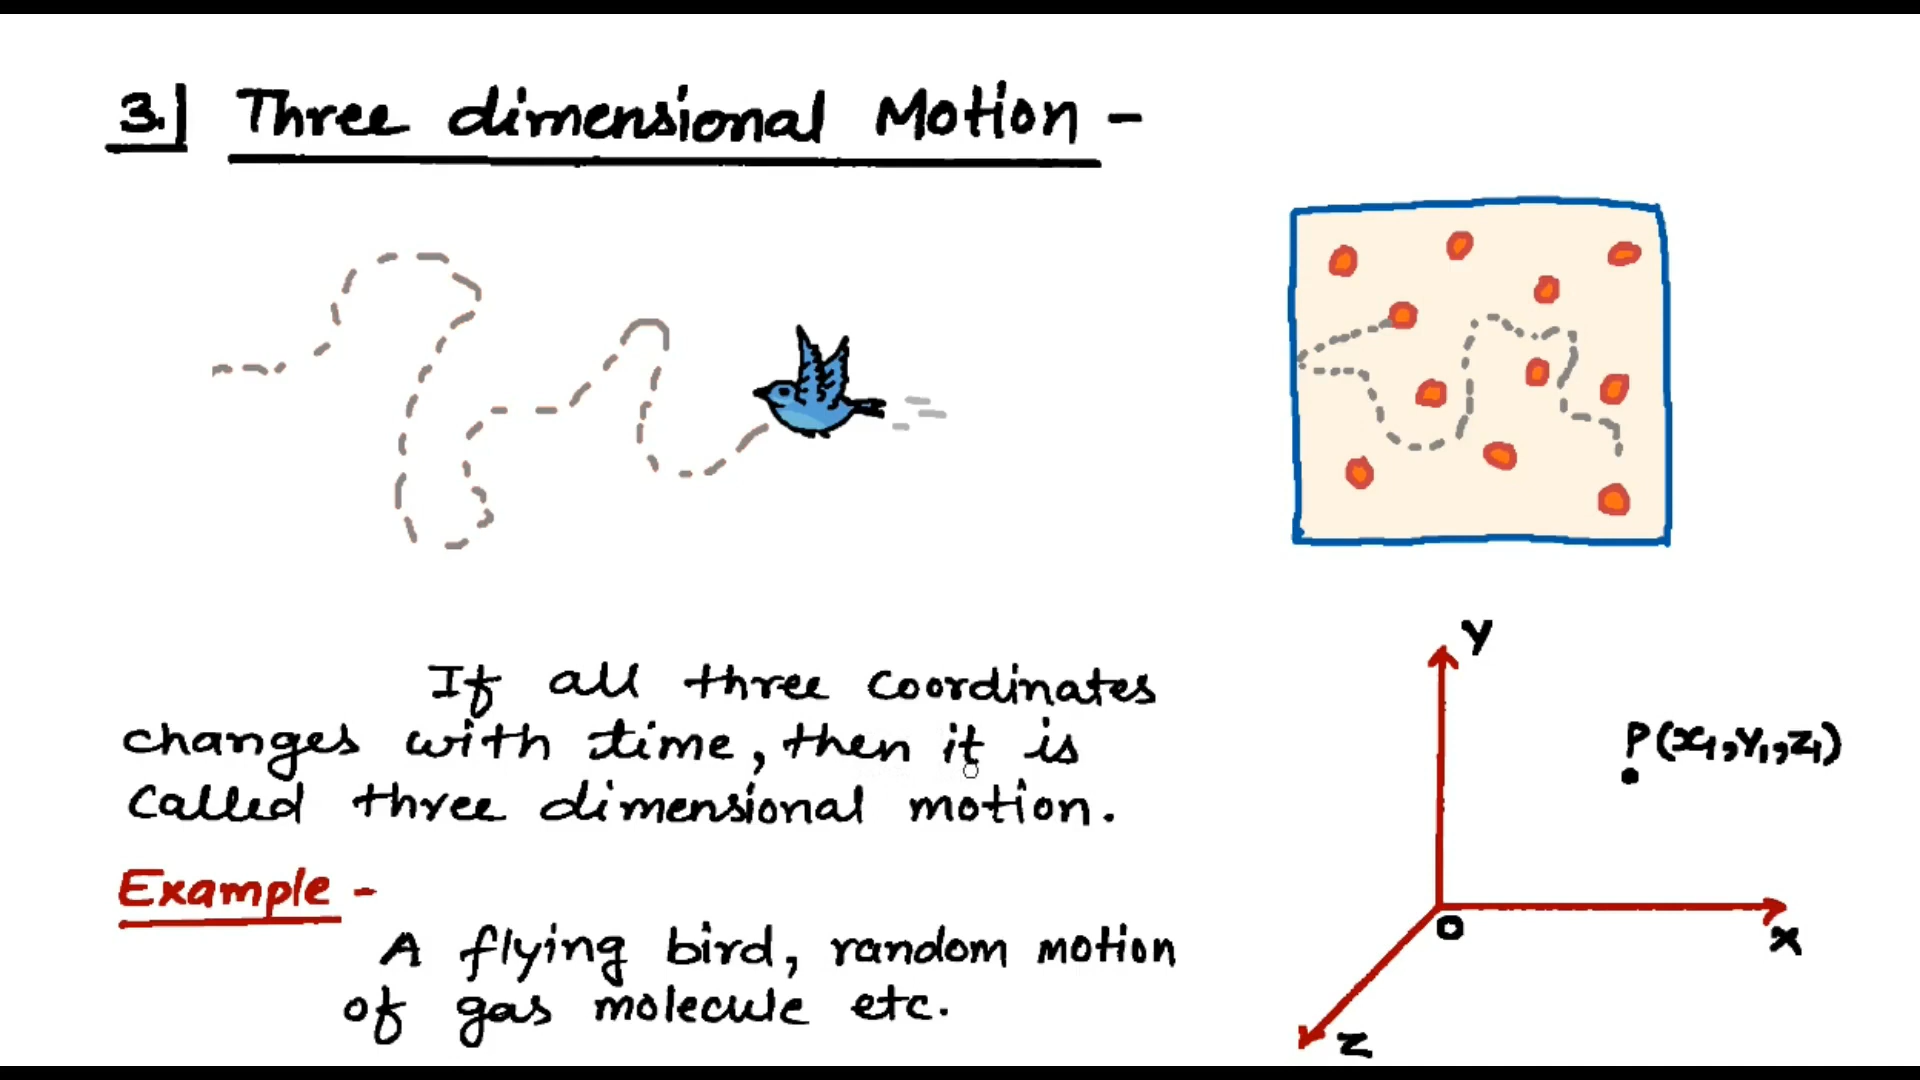 3.] Three dimensional Motion -
If all three coordinates
changes with time, then it is
called three dimensional motion.
Example -
A flying bird, random motion
of gas molecule etc.
Y
P(x₁,Y₁,Z₁)
O
X
Z